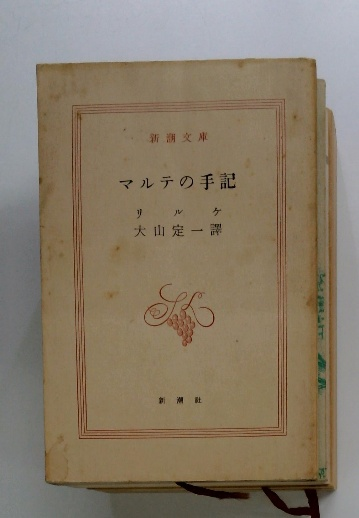 新潮文庫
マルテの手記
リルケ
大山定一譯
新潮社